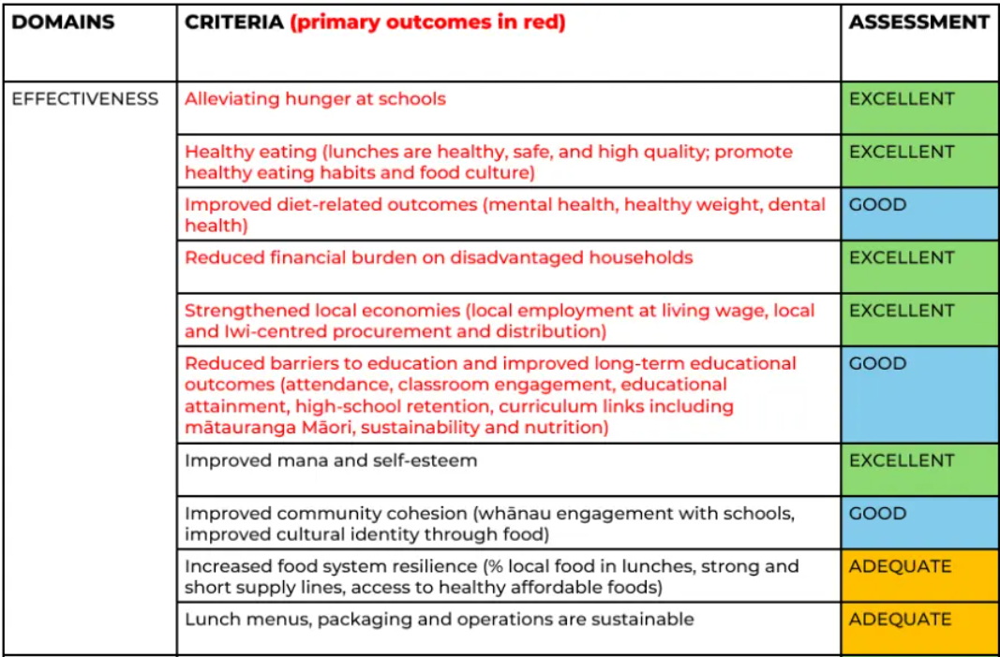 DOMAINS
CRITERIA (primary outcomes in red)
ASSESSMENT
EFFECTIVENESS
Alleviating hunger at schools
EXCELLENT
Healthy eating (lunches are healthy, safe, and high quality; promote
healthy eating habits and food culture)
EXCELLENT
Improved diet-related outcomes (mental health, healthy weight, dental
health)
GOOD
Reduced financial burden on disadvantaged households
EXCELLENT
Strengthened local economies (local employment at living wage, local
and Iwi-centred procurement and distribution)
EXCELLENT
Reduced barriers to education and improved long-term educational
outcomes (attendance, classroom engagement, educational
attainment, high-school retention, curriculum links including
mātauranga Māori, sustainability and nutrition)
GOOD
Improved mana and self-esteem
EXCELLENT
Improved community cohesion (whānau engagement with schools,
improved cultural identity through food)
GOOD
Increased food system resilience (% local food in lunches, strong and
short supply lines, access to healthy affordable foods)
ADEQUATE
Lunch menus, packaging and operations are sustainable
ADEQUATE